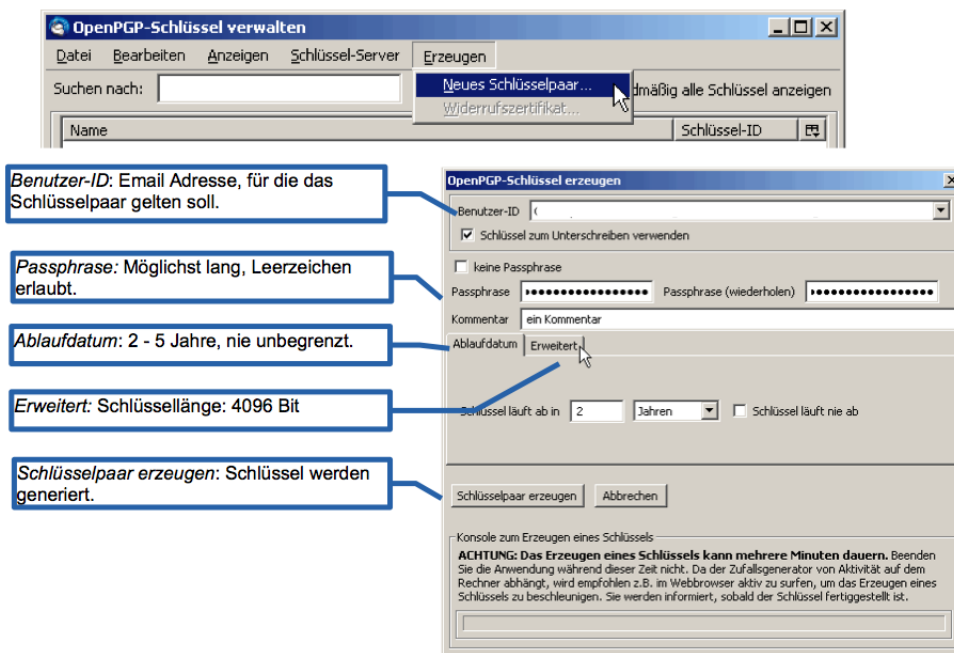 OpenPGP-Schlüssel verwalten
Datei Bearbeiten Anzeigen Schlüssel-Server Erzeugen
Suchen nach:
Neues Schlüsselpaar...
dmäßig alle Schlüssel anzeigen
Widerrufszertifikat...
Name Schlüssel-ID
Benutzer-ID: Email Adresse, für die das
Schlüsselpaar gelten soll.
Passphrase: Möglichst lang, Leerzeichen
erlaubt.
Ablaufdatum: 2 - 5 Jahre, nie unbegrenzt.
Erweitert: Schlüssellänge: 4096 Bit
Schlüsselpaar erzeugen: Schlüssel werden
generiert.
OpenPGP-Schlüssel erzeugen
Benutzer-ID
Schlüssel zum Unterschreiben verwenden
keine Passphrase
Passphrase Passphrase (wiederholen)
Kommentar ein Kommentar
Ablaufdatum Erweitert
Schlüssel läuft ab in 2 Jahren Schlüssel läuft nie ab
Schlüsselpaar erzeugen Abbrechen
Konsole zum Erzeugen eines Schlüssels
ACHTUNG: Das Erzeugen eines Schlüssels kann mehrere Minuten dauern. Beenden
Sie die Anwendung während dieser Zeit nicht. Da der Zufallsgenerator von Aktivität auf dem
Rechner abhängt, wird empfohlen z.B. im Webbrowser aktiv zu surfen, um das Erzeugen eines
Schlüssels zu beschleunigen. Sie werden informiert, sobald der Schlüssel fertiggestellt ist.